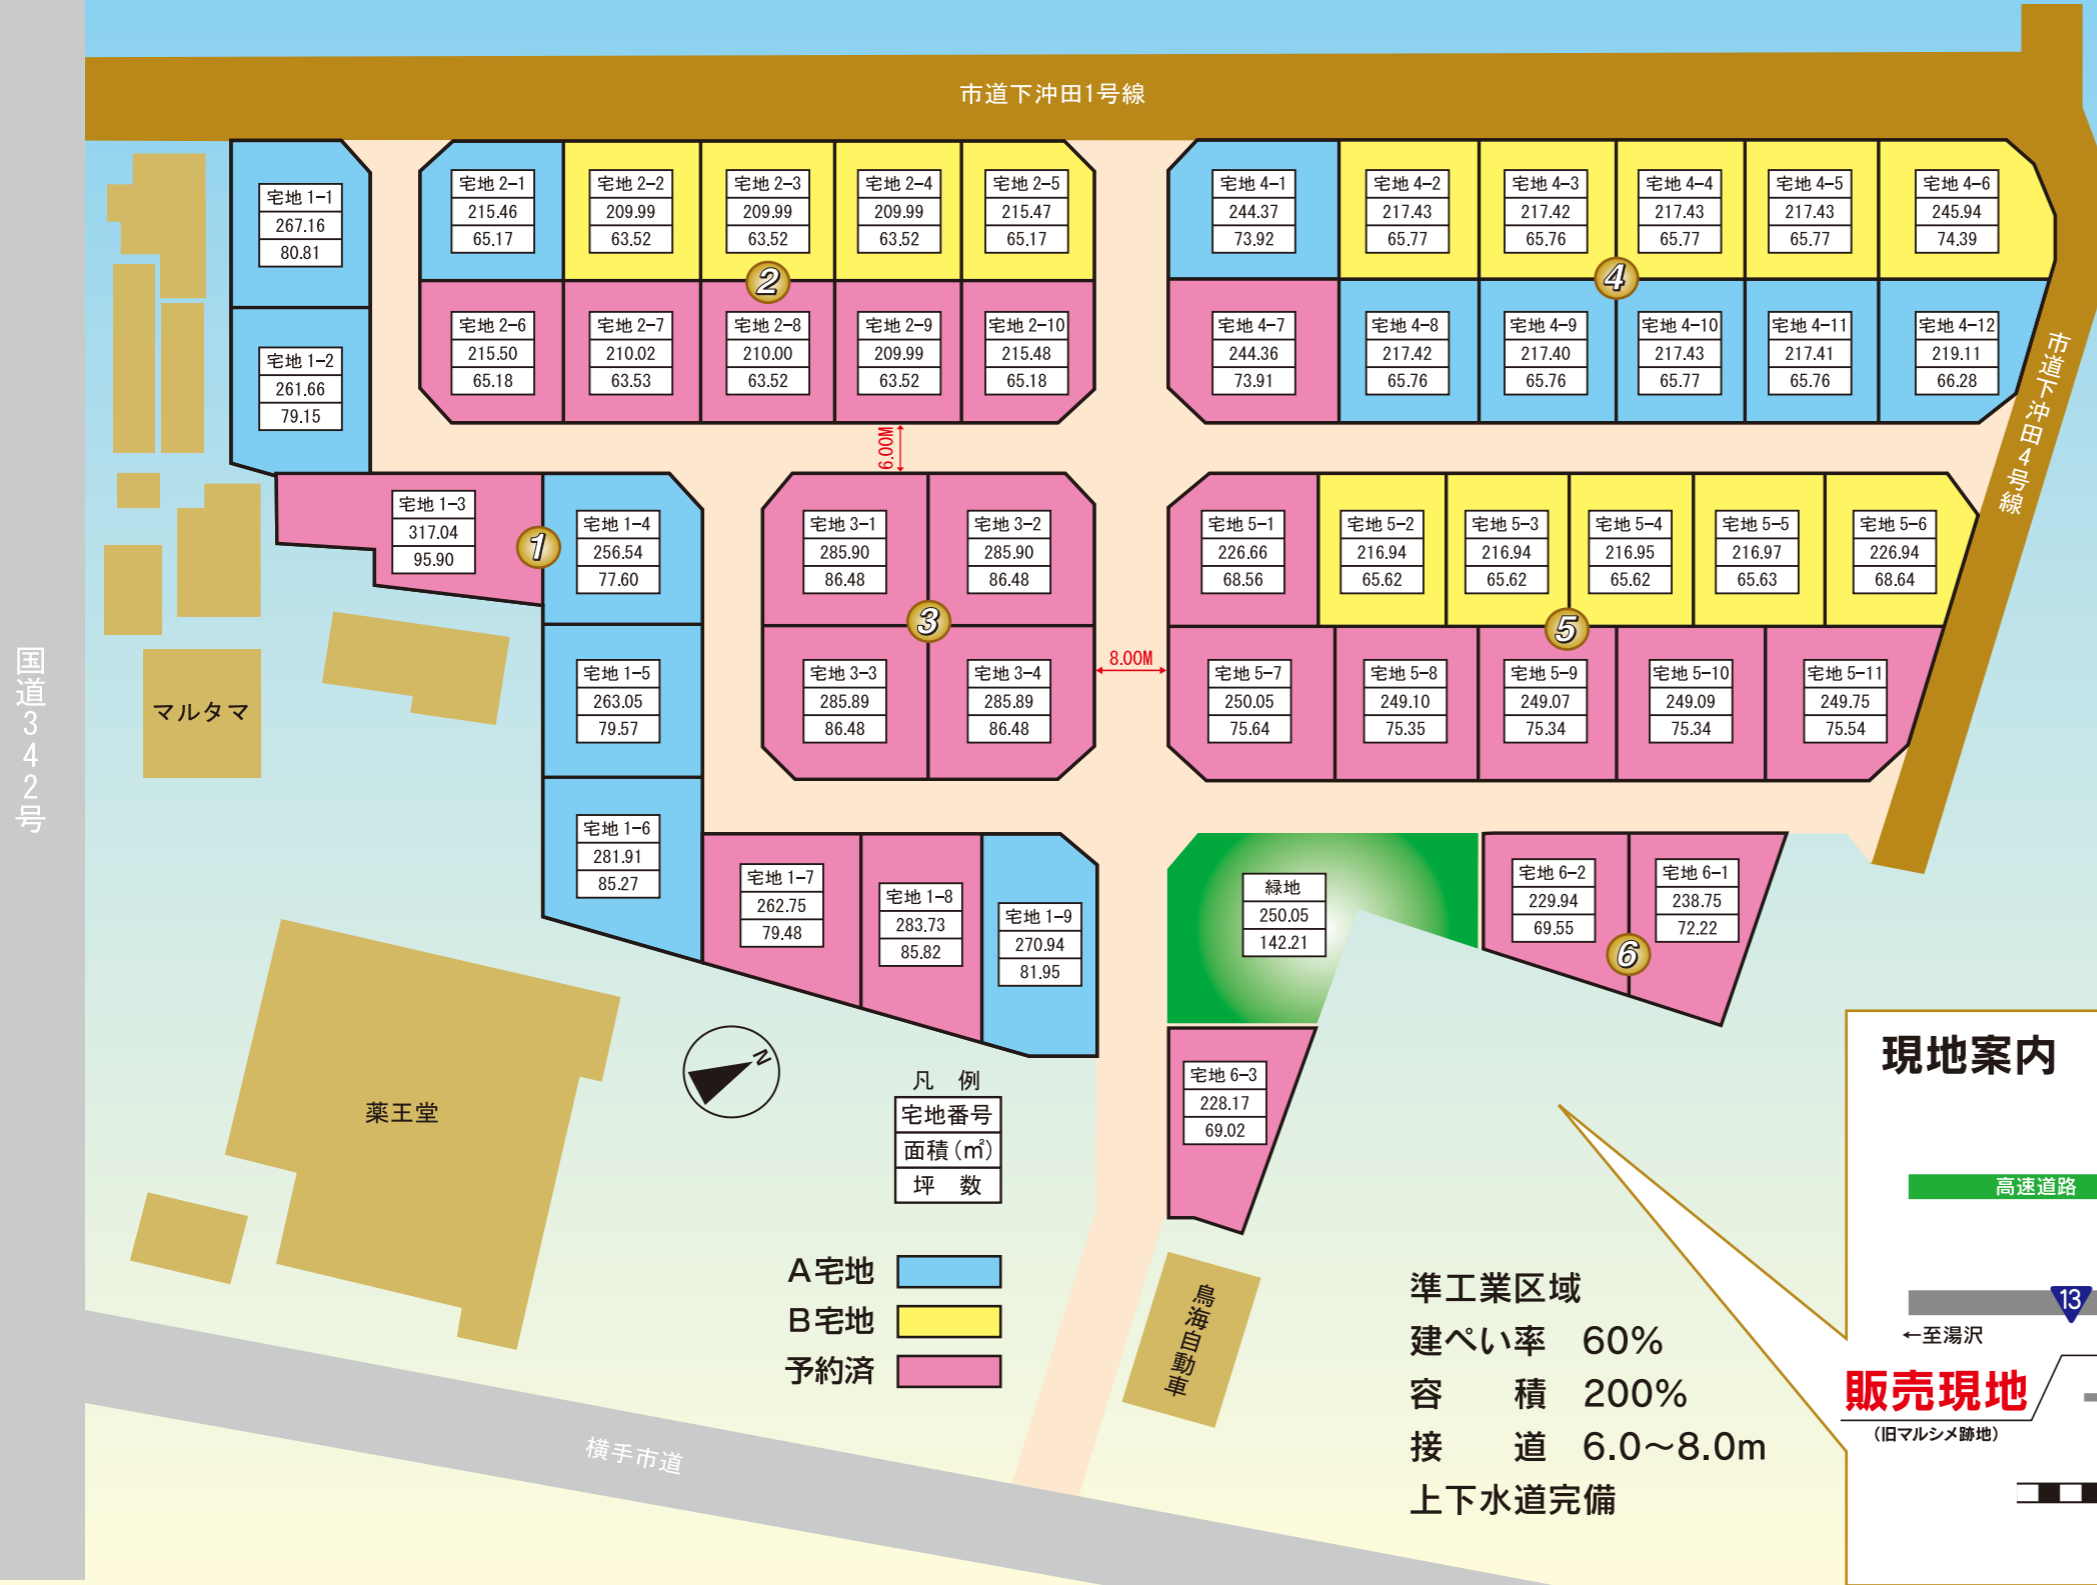 市道下沖田1号線
宅地 1-1
267.16
80.81
宅地 1-2
261.66
79.15
宅地 2-1
215.46
65.17
宅地 2-2
209.99
63.52
宅地 2-3
209.99
63.52
宅地 2-4
209.99
63.52
宅地 2-5
215.47
65.17
②
宅地 2-6
215.50
65.18
宅地 2-7
210.02
63.53
宅地 2-8
210.00
63.52
宅地 2-9
209.99
63.52
宅地 2-10
215.48
65.18
宅地 4-1
244.37
73.92
宅地 4-2
217.43
65.77
宅地 4-3
217.42
65.76
宅地 4-4
217.43
65.77
宅地 4-5
217.43
65.77
宅地 4-6
245.94
74.39
④
宅地 4-7
244.36
73.91
宅地 4-8
217.42
65.76
宅地 4-9
217.40
65.76
宅地 4-10
217.43
65.77
宅地 4-11
217.41
65.76
宅地 4-12
219.11
66.28
市道下沖田4号線
6.00M
宅地 1-3
317.04
95.90
①
宅地 1-4
256.54
77.60
宅地 1-5
263.05
79.57
宅地 1-6
281.91
85.27
宅地 3-1
285.90
86.48
宅地 3-2
285.90
86.48
③
宅地 3-3
285.89
86.48
宅地 3-4
285.89
86.48
8.00M
宅地 5-1
226.66
68.56
宅地 5-2
216.94
65.62
宅地 5-3
216.94
65.62
宅地 5-4
216.95
65.62
宅地 5-5
216.97
65.63
宅地 5-6
226.94
68.64
⑤
宅地 5-7
250.05
75.64
宅地 5-8
249.10
75.35
宅地 5-9
249.07
75.34
宅地 5-10
249.09
75.34
宅地 5-11
249.75
75.54
国道342号
マルタマ
宅地 1-7
262.75
79.48
宅地 1-8
283.73
85.82
宅地 1-9
270.94
81.95
緑地
250.05
142.21
宅地 6-2
229.94
69.55
宅地 6-1
238.75
72.22
⑥
宅地 6-3
228.17
69.02
薬王堂
N
凡 例
宅地番号
面積(㎡)
坪 数
A宅地
B宅地
予約済
鳥海自動車
横手市道
準工業区域
建ぺい率 60%
容 積 200%
接 道 6.0～8.0m
上下水道完備
現地案内
高速道路
13
←至湯沢
販売現地
(旧マルシメ跡地)